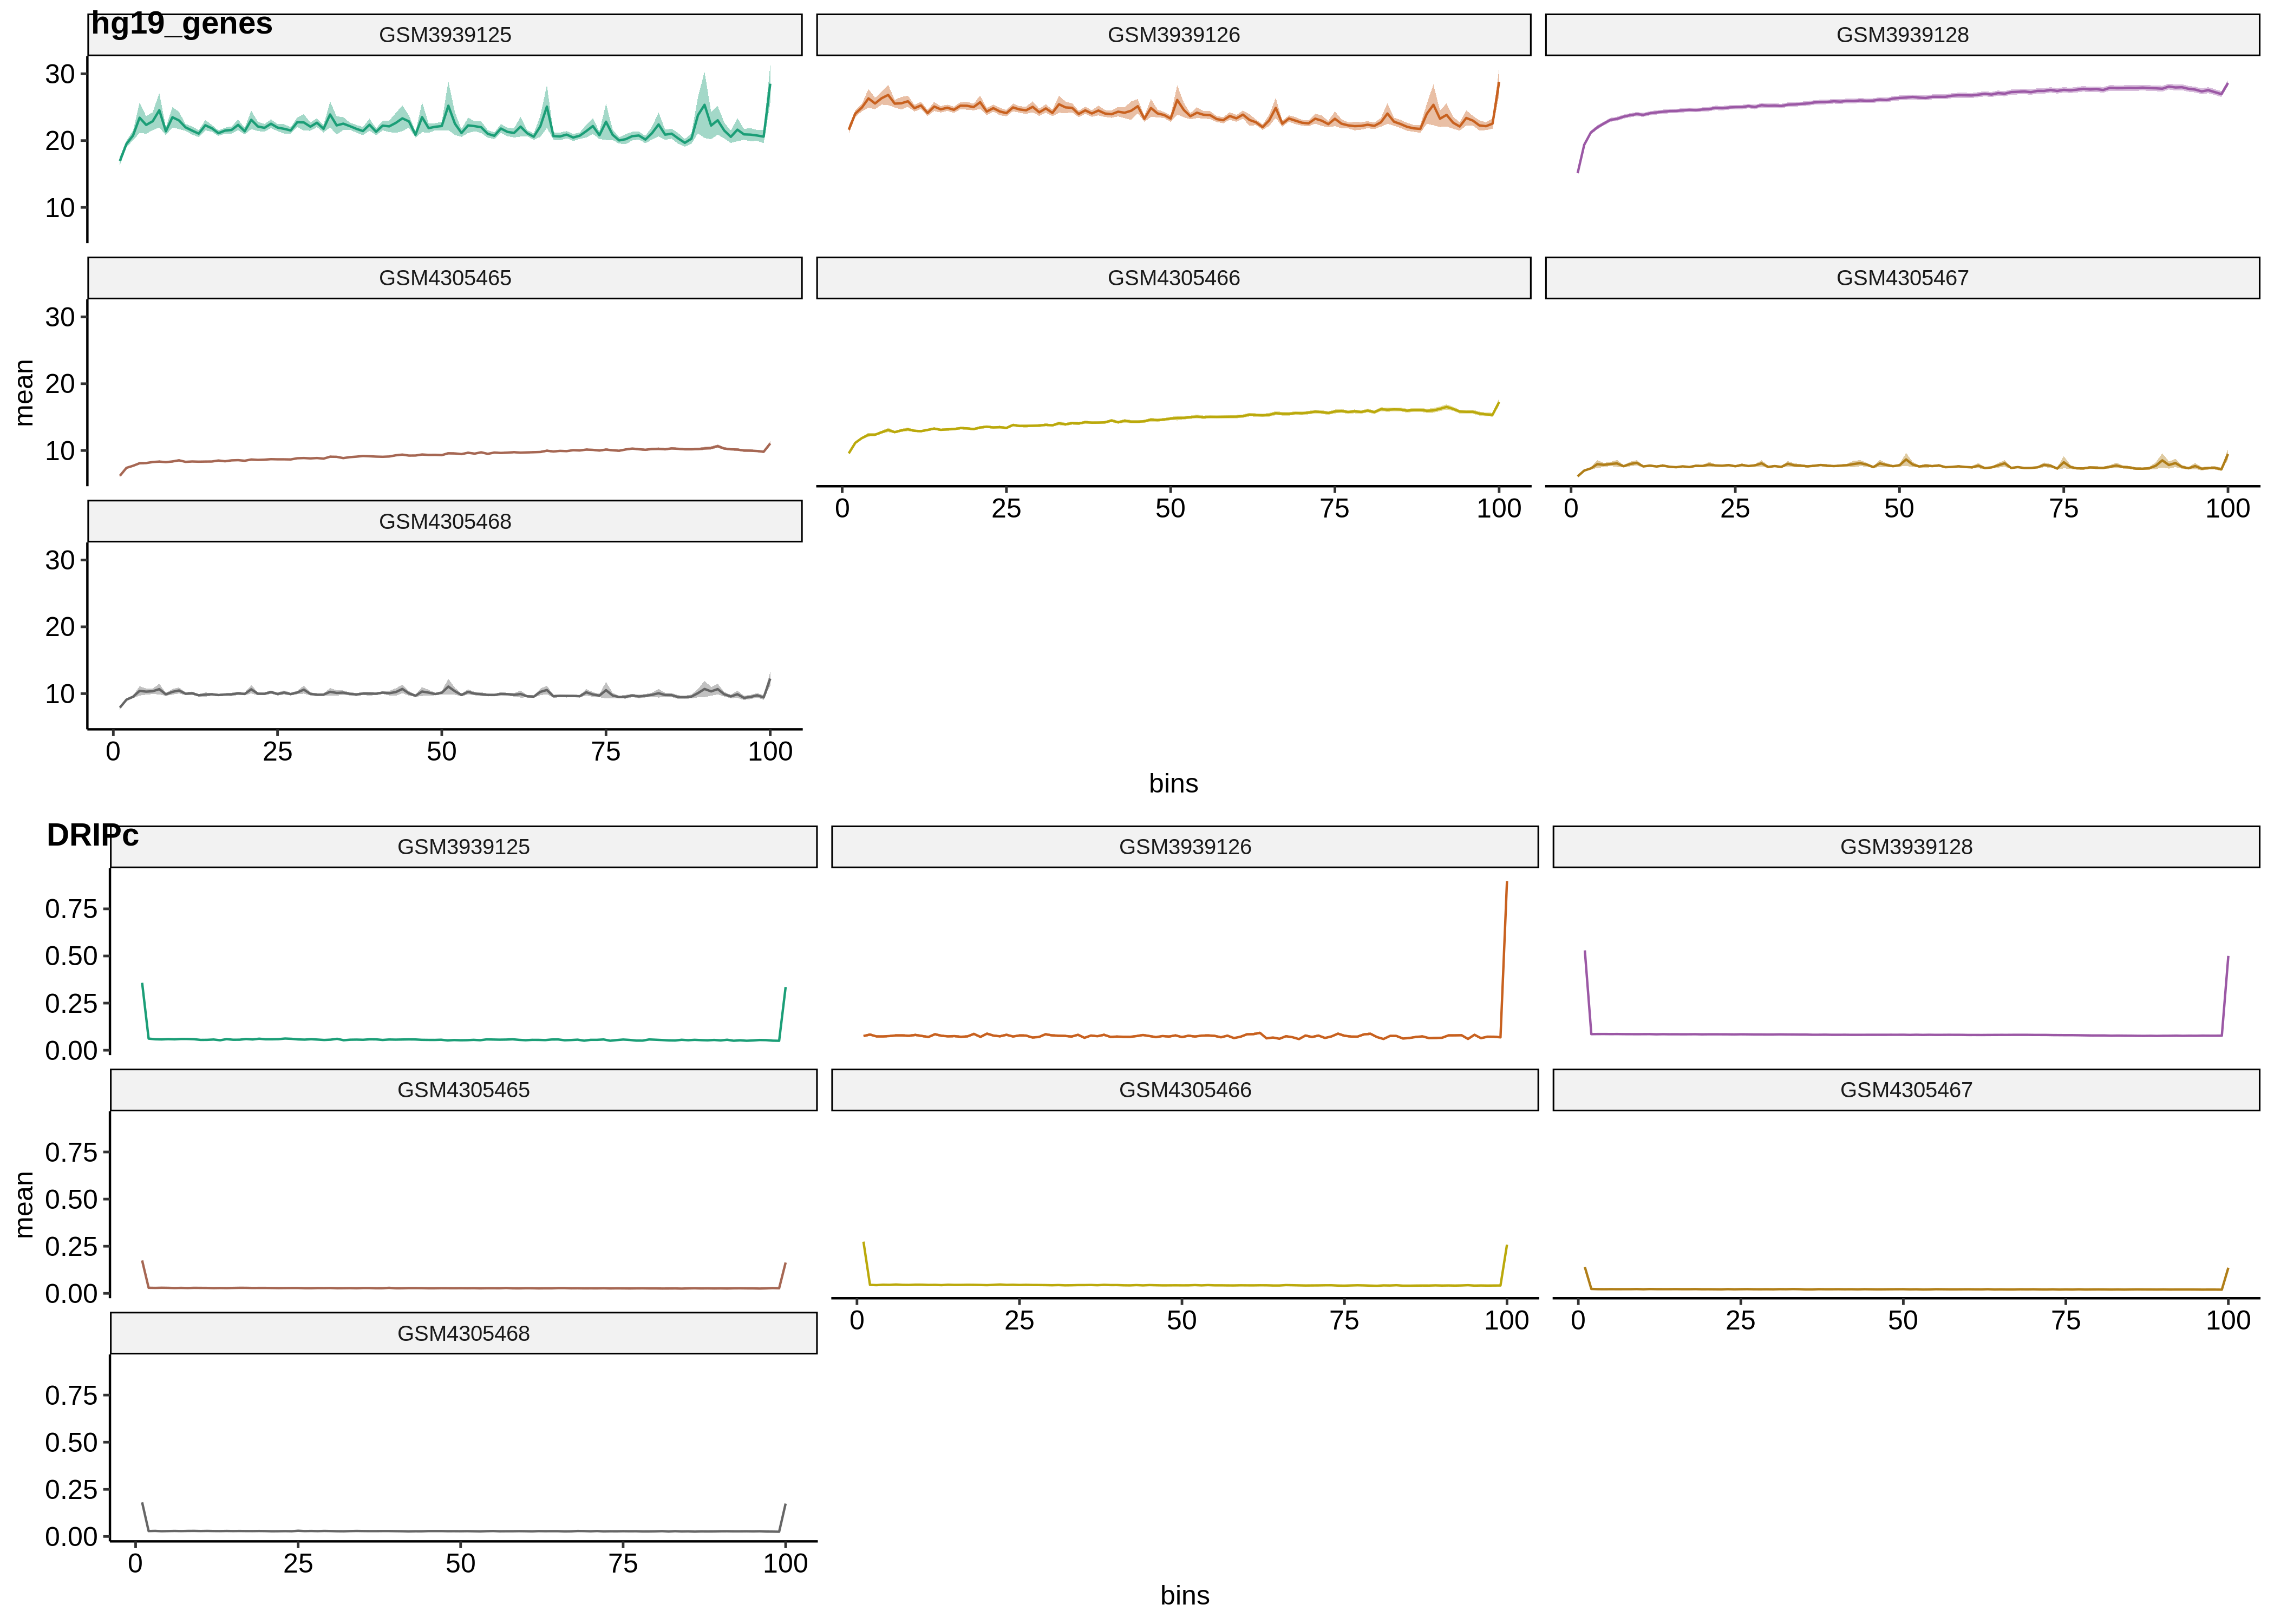 hg19_genes
GSM3939125 GSM3939126 GSM3939128
30
20
10
GSM4305465 GSM4305466 GSM4305467
30
20
10
mean
0 25 50 75 100 0 25 50 75 100
GSM4305468
30
20
10
0 25 50 75 100
bins
DRIPc
GSM3939125 GSM3939126 GSM3939128
0.75
0.50
0.25
0.00
GSM4305465 GSM4305466 GSM4305467
0.75
0.50
0.25
0.00
mean
0 25 50 75 100 0 25 50 75 100
GSM4305468
0.75
0.50
0.25
0.00
0 25 50 75 100
bins